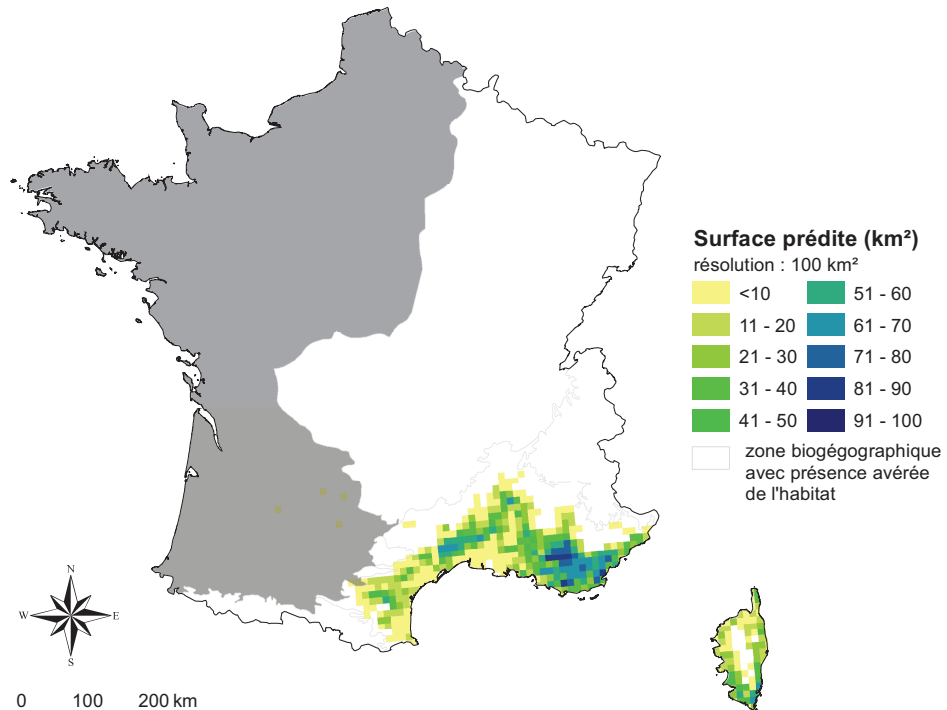 Surface prédite (km²)
résolution : 100 km²
<10
11 - 20
21 - 30
31 - 40
41 - 50
51 - 60
61 - 70
71 - 80
81 - 90
91 - 100
zone biogégographique
avec présence avérée
de l'habitat
N
W
E
S
0 100 200 km